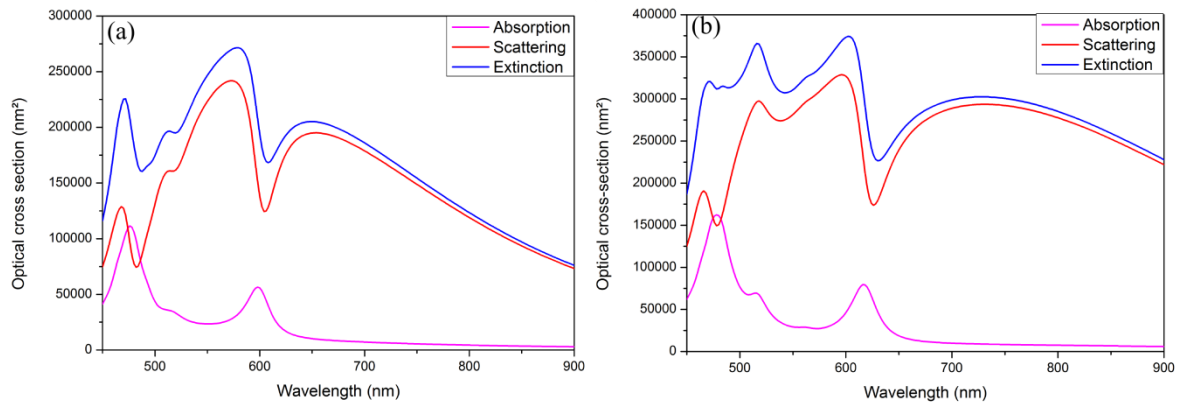 (a)
Absorption
Scattering
Extinction
300000
250000
200000
150000
100000
50000
0
500
600
700
800
900
Optical cross section (nm²)
Wavelength (nm)
(b)
Absorption
Scattering
Extinction
400000
350000
300000
250000
200000
150000
100000
50000
0
500
600
700
800
900
Optical cross-section (nm²)
Wavelength (nm)